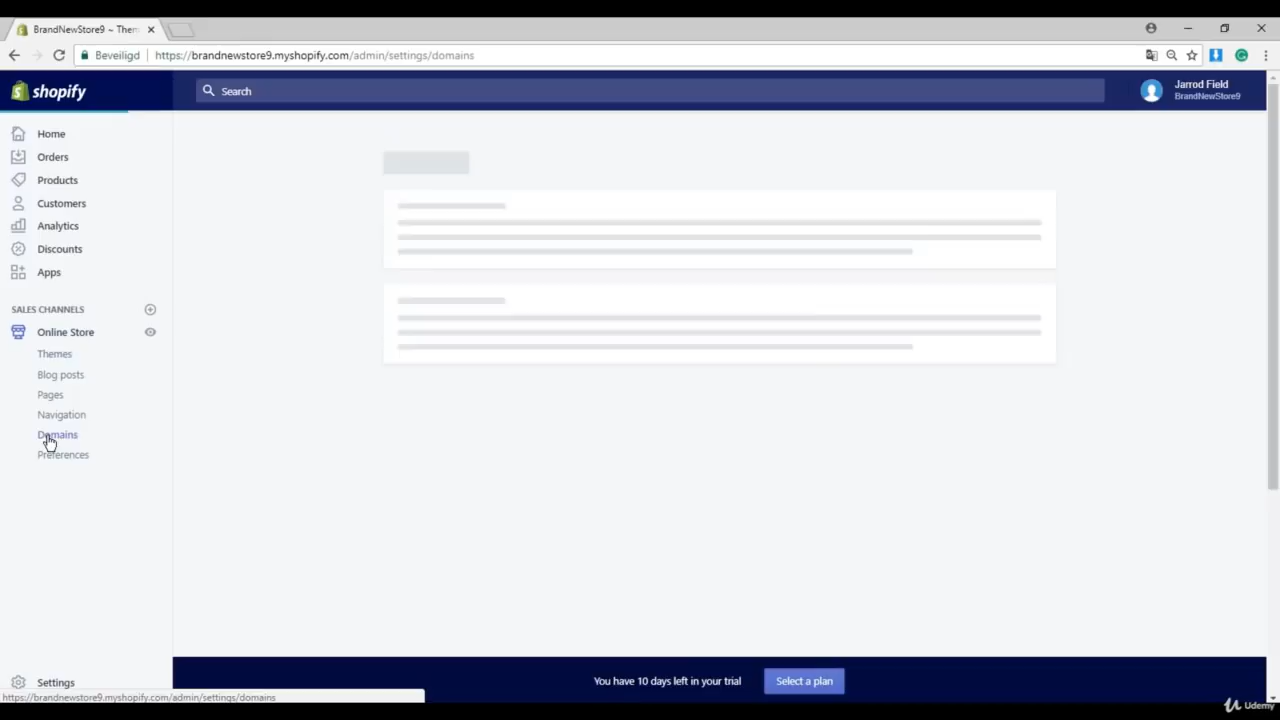 BrandNewStore9 ~ Them
Beveiligd
https://brandnewstore9.myshopify.com/admin/settings/domains
shopify
Search
Jarrod Field
BrandNewStore9
Home
Orders
Products
Customers
Analytics
Discounts
Apps
SALES CHANNELS
Online Store
Themes
Blog posts
Pages
Navigation
Domains
Preferences
Settings
You have 10 days left in your trial
Select a plan
https://brandnewstore9.myshopify.com/admin/settings/domains
Udemy